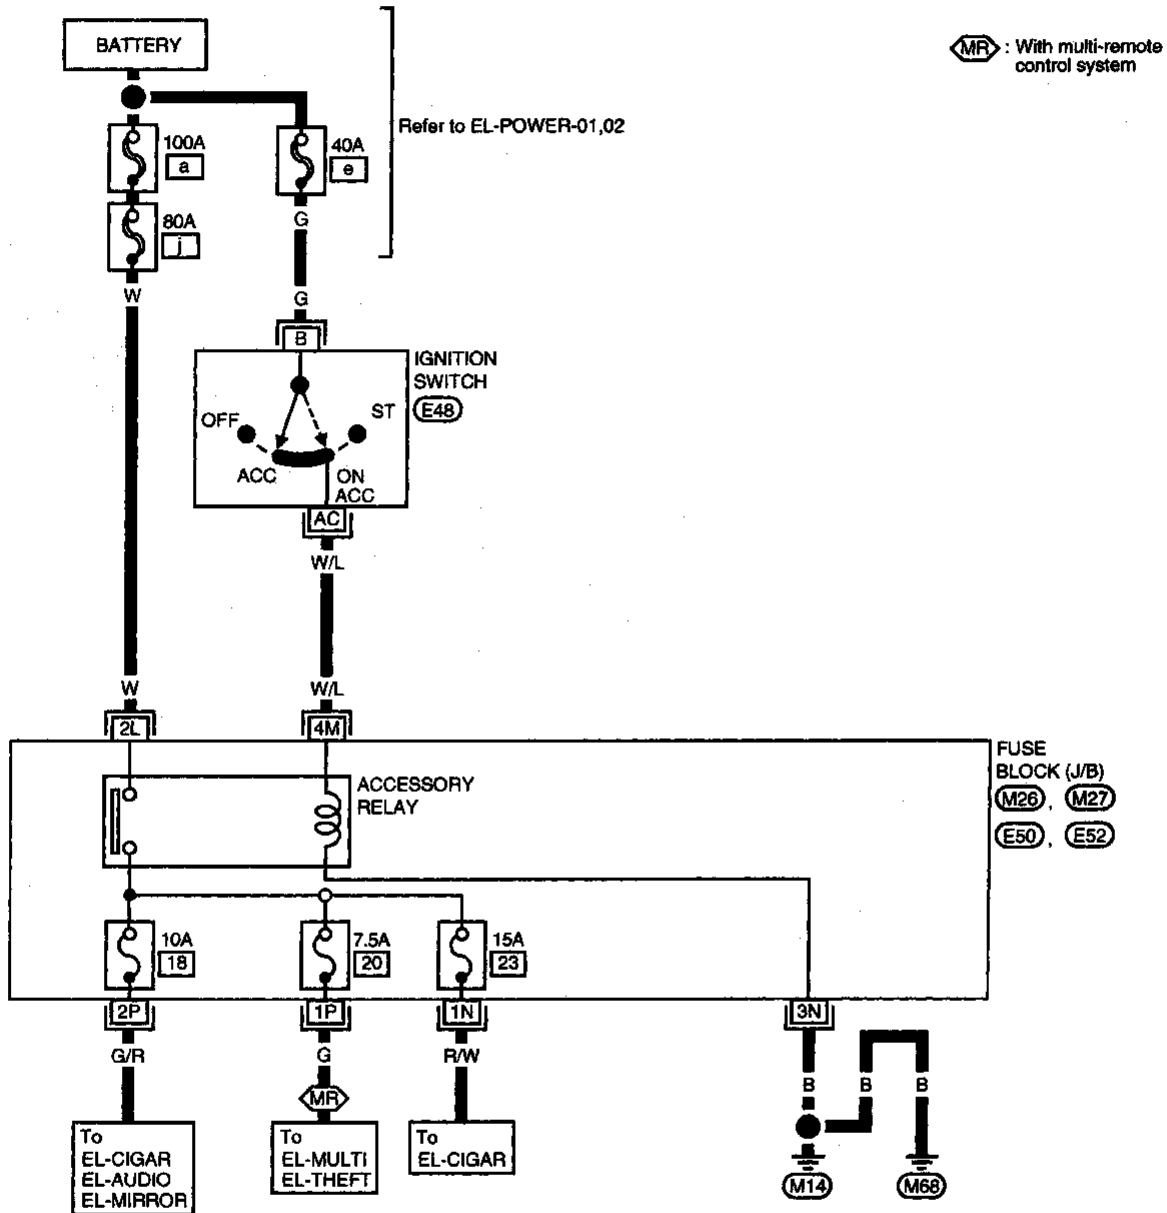 BATTERY
MR : With multi-remote
control system
100A
a
40A
e
Refer to EL-POWER-01,02
80A
j
G
W
G
B
IGNITION
SWITCH
E48
OFF
ST
ACC
ON
ACC
AC
W/L
W
W/L
2L
4M
FUSE
BLOCK (J/B)
M26 , M27
E50 , E52
ACCESSORY
RELAY
10A
18
7.5A
20
15A
23
2P
1P
1N
3N
G/R
G
R/W
B
B
B
MR
To
EL-CIGAR
EL-AUDIO
EL-MIRROR
To
EL-MULTI
EL-THEFT
To
EL-CIGAR
M14
M68